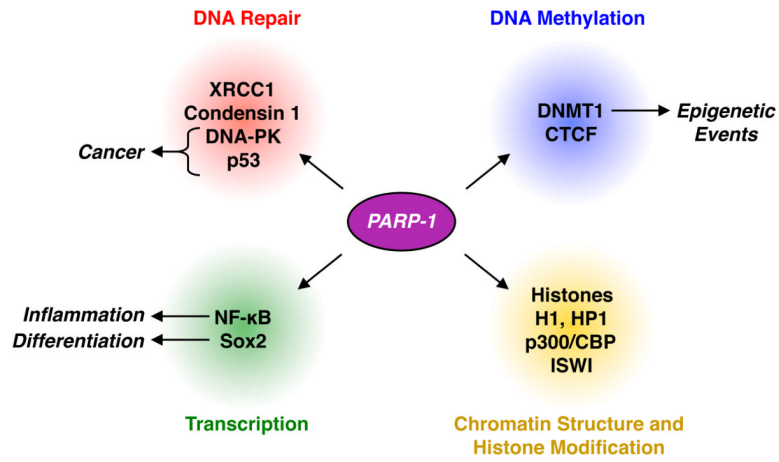 DNA Repair
XRCC1
Condensin 1
DNA-PK
p53
Cancer
DNA Methylation
DNMT1
CTCF
Epigenetic
Events
PARP-1
Inflammation
Differentiation
NF-κB
Sox2
Transcription
Histones
H1, HP1
p300/CBP
ISWI
Chromatin Structure and
Histone Modification